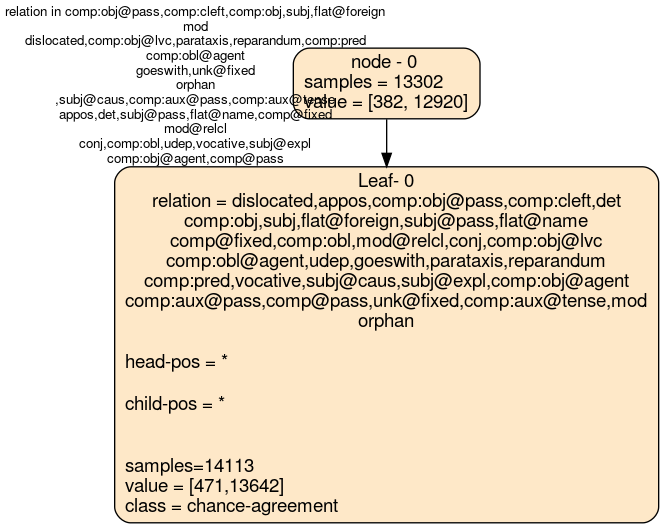 relation in comp:obj@pass,comp:cleft,comp:obj,subj,flat@foreign
mod
dislocated,comp:obj@lvc,parataxis,reparandum,comp:pred
comp:obl@agent
goeswith,unk@fixed
orphan
,subj@caus,comp:aux@pass,comp:aux@tense
appos,det,subj@pass,flat@name,comp@fixed
mod@relcl
conj,comp:obl,udep,vocative,subj@expl
comp:obj@agent,comp@pass
node - 0
samples = 13302
value = [382, 12920]
Leaf- 0
relation = dislocated,appos,comp:obj@pass,comp:cleft,det
comp:obj,subj,flat@foreign,subj@pass,flat@name
comp@fixed,comp:obl,mod@relcl,conj,comp:obj@lvc
comp:obl@agent,udep,goeswith,parataxis,reparandum
comp:pred,vocative,subj@caus,subj@expl,comp:obj@agent
comp:aux@pass,comp@pass,unk@fixed,comp:aux@tense,mod
orphan
head-pos = *
child-pos = *
samples=14113
value = [471,13642]
class = chance-agreement